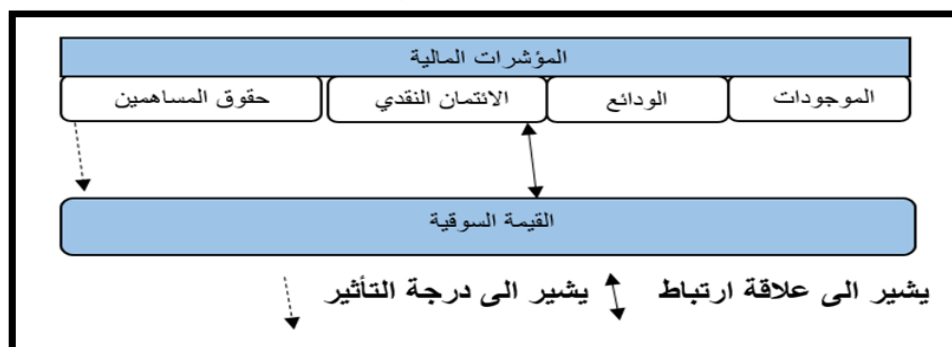 المؤشرات المالية
الموجودات الودائع الائتمان النقدي حقوق المساهمين
القيمة السوقية
يشير الى علاقة ارتباط يشير الى درجة التأثير